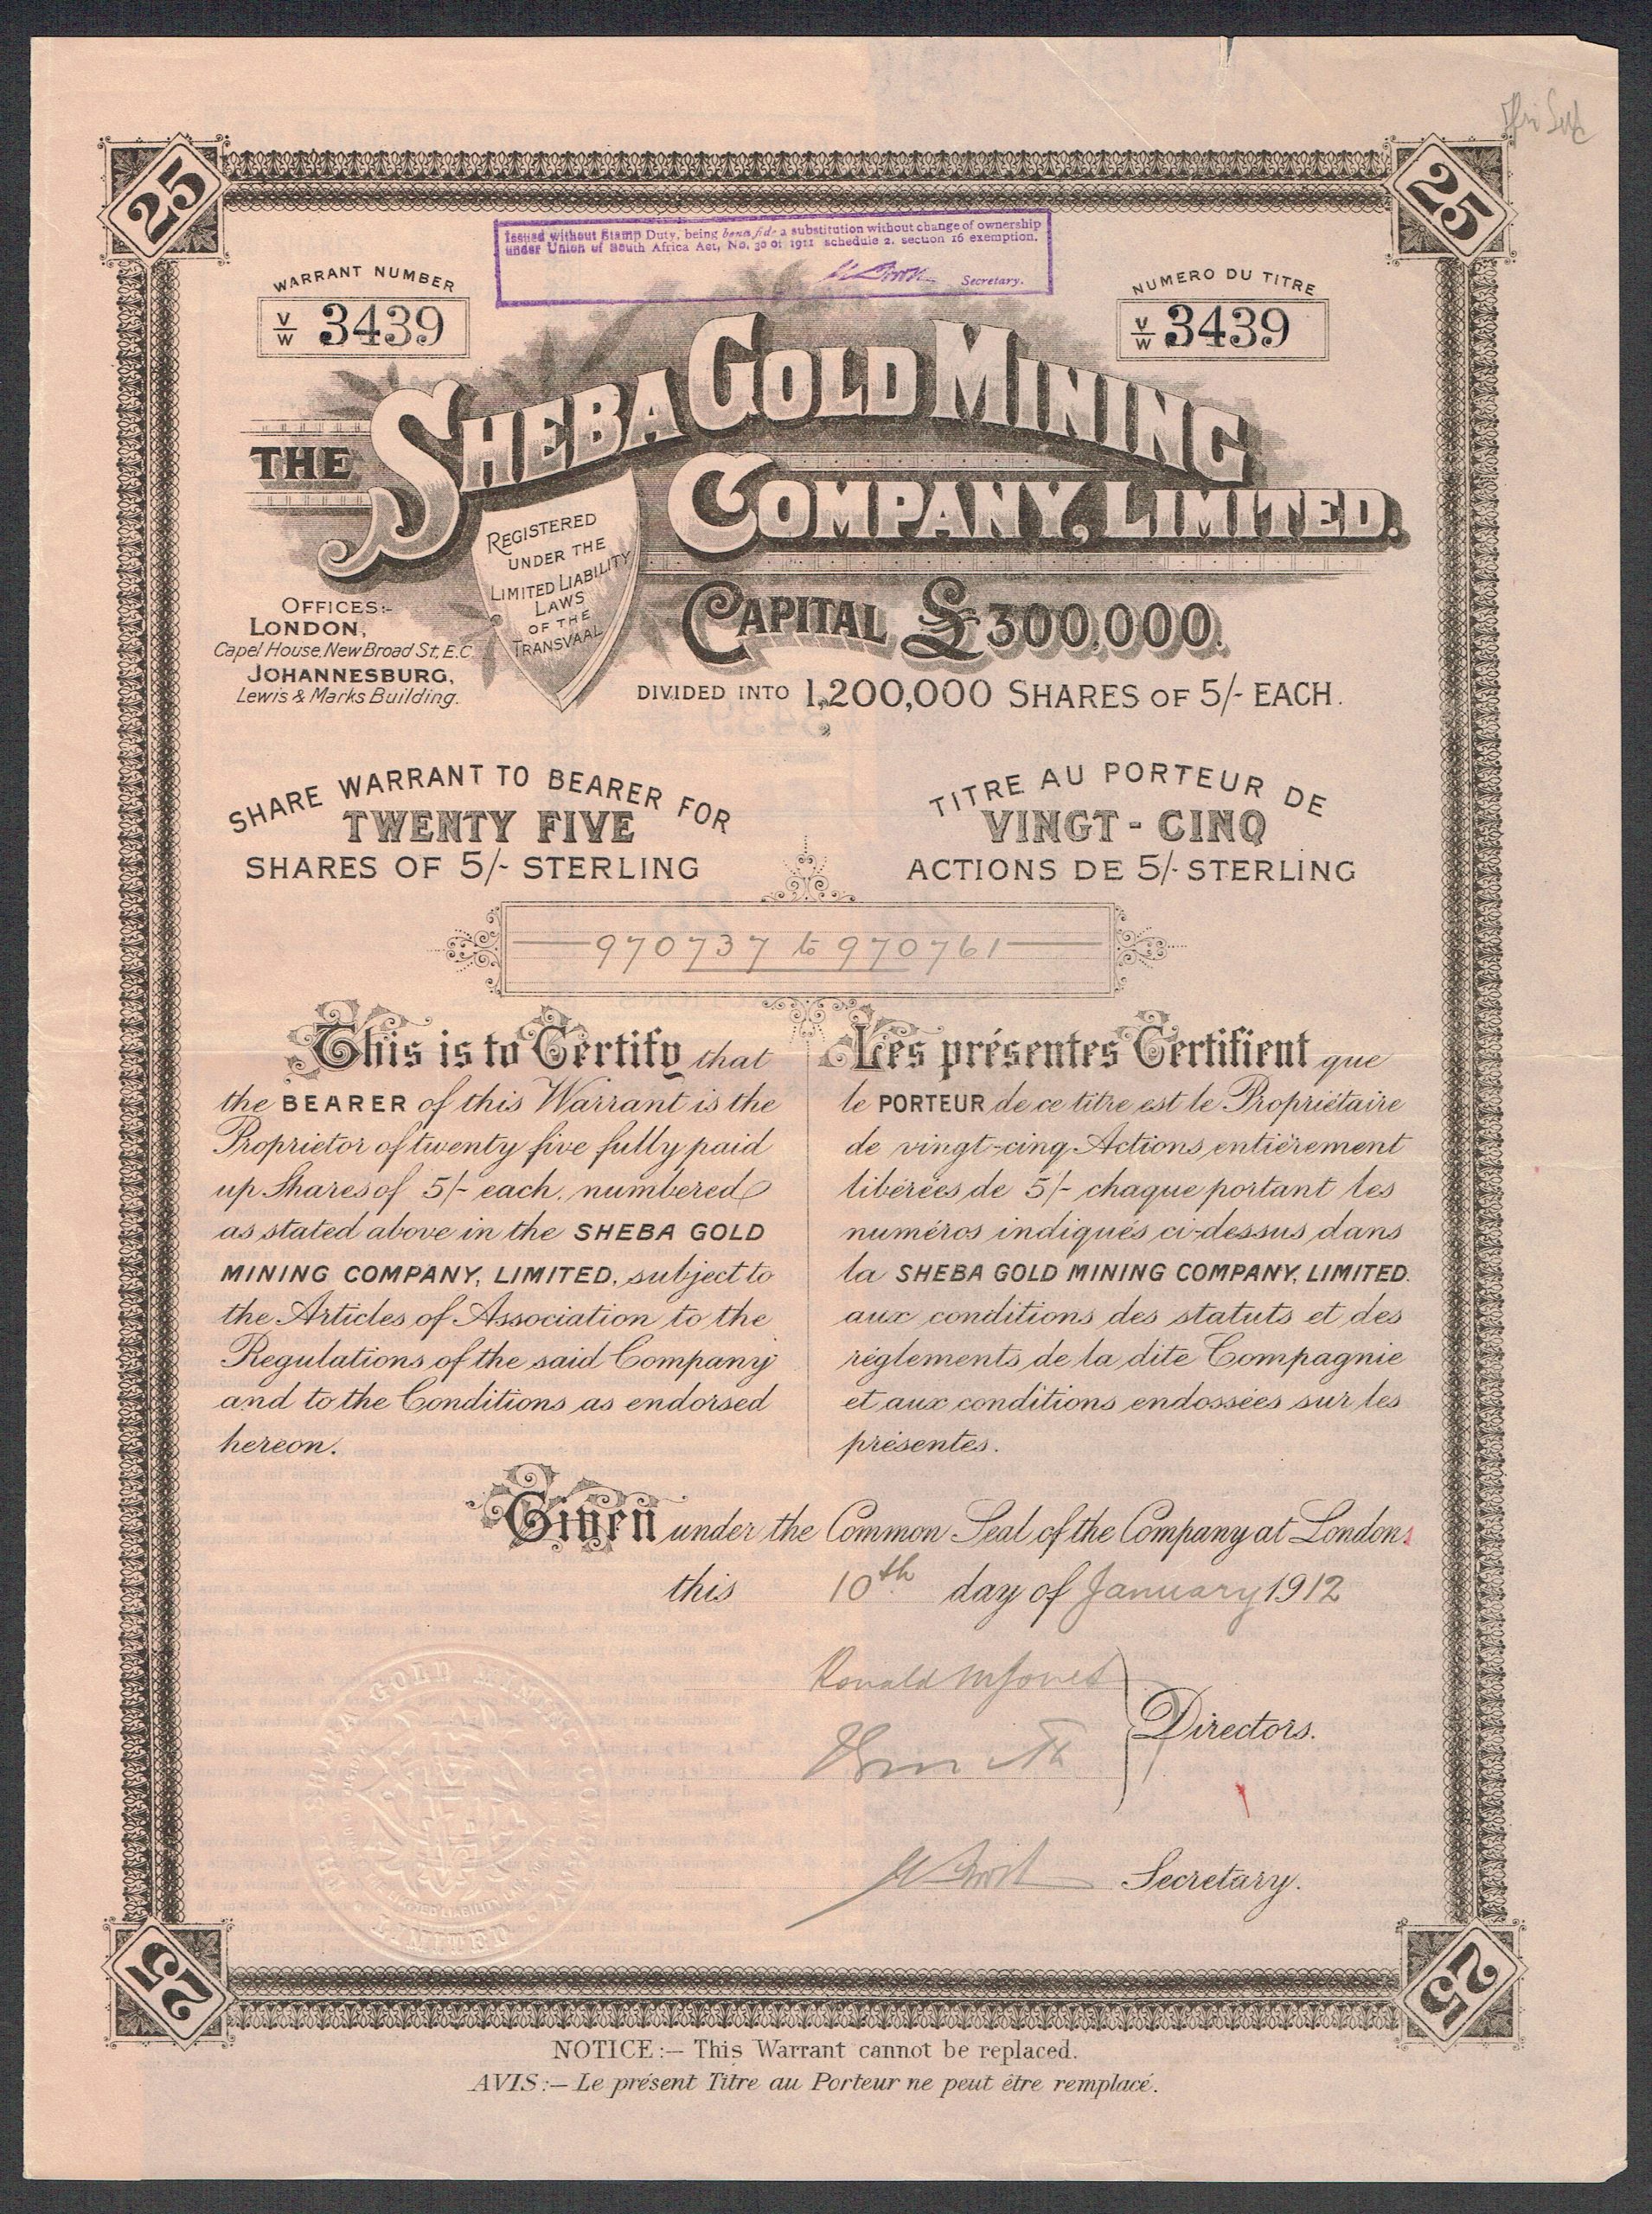 25
25
Issued without Stamp Duty, being bona fide a substitution without change of ownership
under Union of South Africa Act, No. 30 of 1911 schedule 2. section 16 exemption.
Secretary.
WARRANT NUMBER
V/W 3439
NUMERO DU TITRE
V/W 3439
THE SHEBA GOLD MINING
COMPANY, LIMITED.
REGISTERED
UNDER THE
LIMITED LIABILITY
LAWS
OF THE
TRANSVAAL
OFFICES:-
LONDON,
Capel House, New Broad St, E.C.
JOHANNESBURG,
Lewis & Marks Building.
CAPITAL £300,000.
DIVIDED INTO 1,200,000 SHARES OF 5/- EACH.
SHARE WARRANT TO BEARER FOR
TWENTY FIVE
SHARES OF 5/- STERLING
TITRE AU PORTEUR DE
VINGT-CINQ
ACTIONS DE 5/- STERLING
970737 to 970761
This is to Certify that
the BEARER of this Warrant is the
Proprietor of twenty five fully paid
up Shares of 5/- each, numbered
as stated above in the SHEBA GOLD
MINING COMPANY, LIMITED, subject to
the Articles of Association to the
Regulations of the said Company
and to the Conditions as endorsed
hereon.
Les présentes Certifient que
le PORTEUR de ce titre est le Propriétaire
de vingt-cinq Actions entièrement
libérées de 5/- chaque portant les
numéros indiqués ci-dessus dans
la SHEBA GOLD MINING COMPANY, LIMITED.
aux conditions des statuts et des
réglements de la dite Compagnie
et aux conditions endossées sur les
présentes.
Given under the Common Seal of the Company at London.
this 10th day of January 1912
Ronald M Jones
Directors.
Secretary.
SHEBA GOLD MINING COMPANY
LIMITED
25
25
NOTICE:— This Warrant cannot be replaced.
AVIS:— Le présent Titre au Porteur ne peut être remplacé.